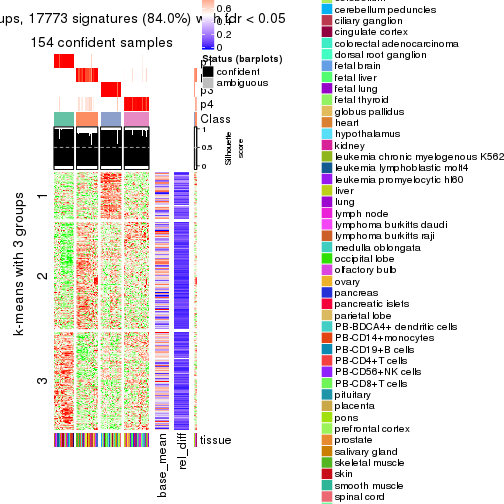 ups, 17773 signatures (84.0%) with fdr < 0.05
154 confident samples
p3
p4
Class
1
0.5
0
Silhouette
score
k-means with 3 groups
1
2
3
base_mean
rel_diff
tissue
0.6
0.4
0.2
0
Status (barplots)
confident
ambiguous
cerebellum peduncles
ciliary ganglion
cingulate cortex
colorectal adenocarcinoma
dorsal root ganglion
fetal brain
fetal liver
fetal lung
fetal thyroid
globus pallidus
heart
hypothalamus
kidney
leukemia chronic myelogenous K562
leukemia lymphoblastic molt4
leukemia promyelocytic hl60
liver
lung
lymph node
lymphoma burkitts daudi
lymphoma burkitts raji
medulla oblongata
occipital lobe
olfactory bulb
ovary
pancreas
pancreatic islets
parietal lobe
PB-BDCA4+ dendritic cells
PB-CD14+monocytes
PB-CD19+B cells
PB-CD4+T cells
PB-CD56+NK cells
PB-CD8+T cells
pituitary
placenta
pons
prefrontal cortex
prostate
salivary gland
skeletal muscle
skin
smooth muscle
spinal cord